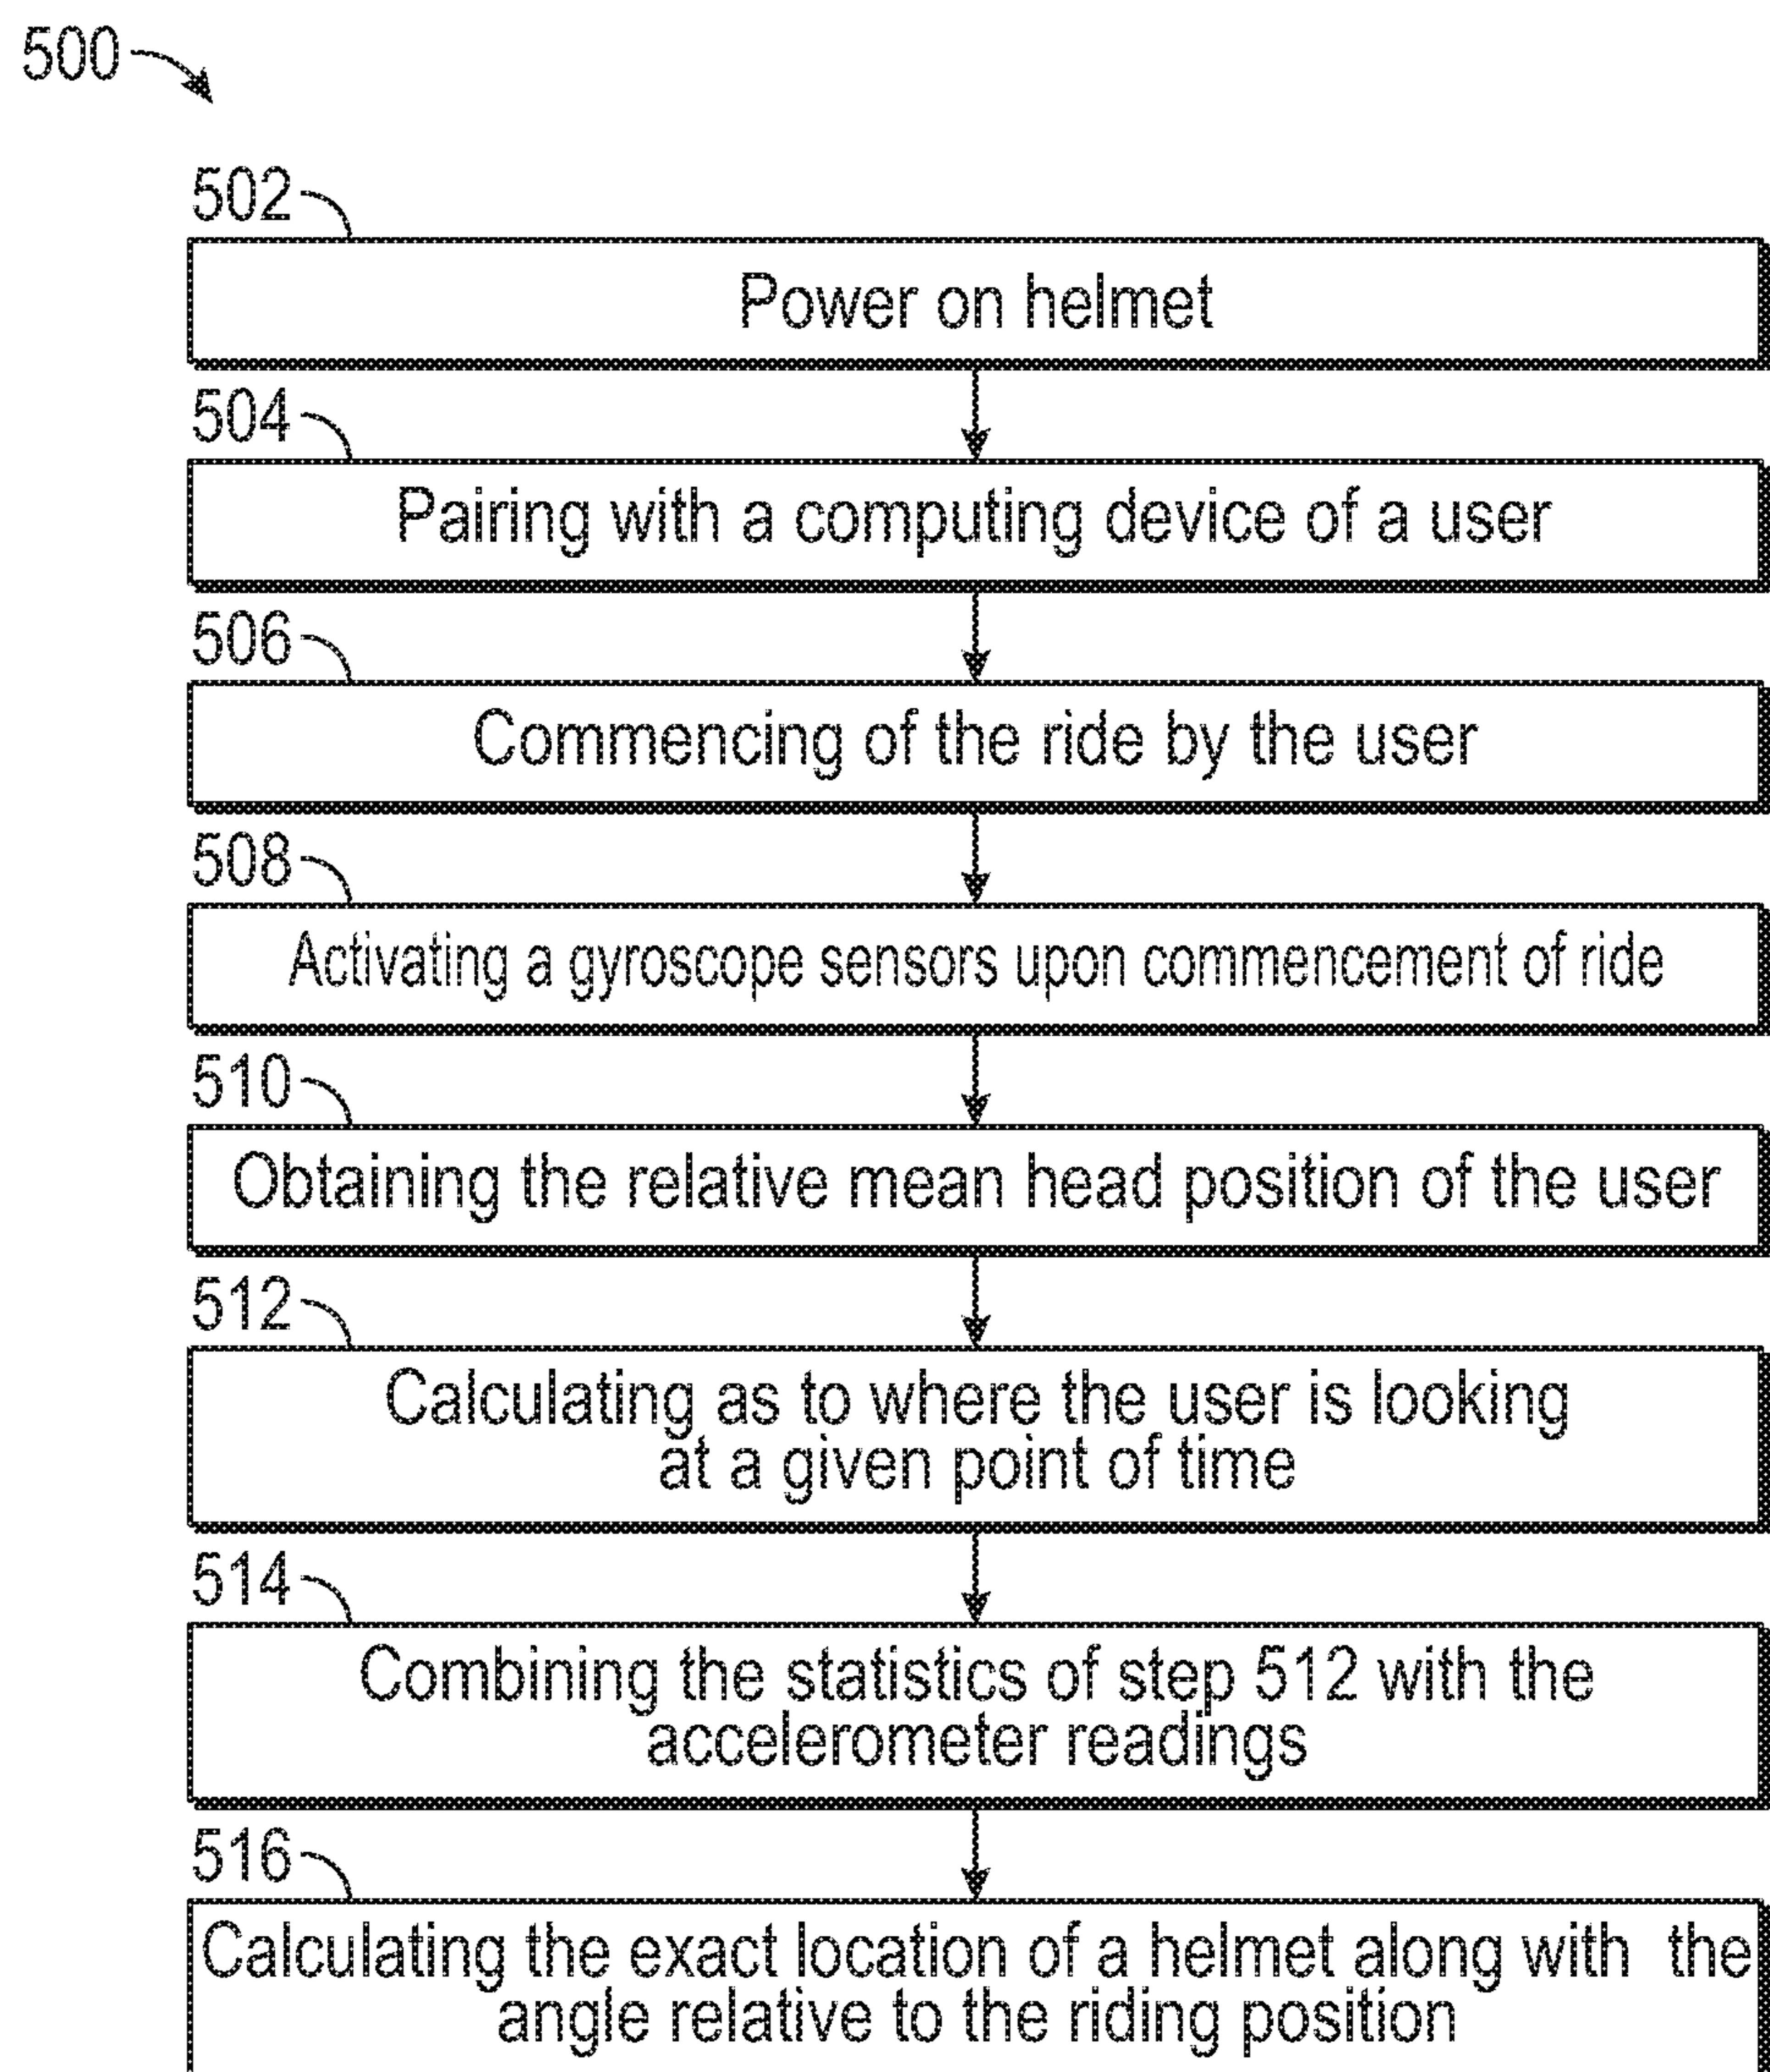 500
502
Power on helmet
504
Pairing with a computing device of a user
506
Commencing of the ride by the user
508
Activating a gyroscope sensors upon commencement of ride
510
Obtaining the relative mean head position of the user
512
Calculating as to where the user is looking
at a given point of time
514
Combining the statistics of step 512 with the
accelerometer readings
516
Calculating the exact location of a helmet along with the
angle relative to the riding position